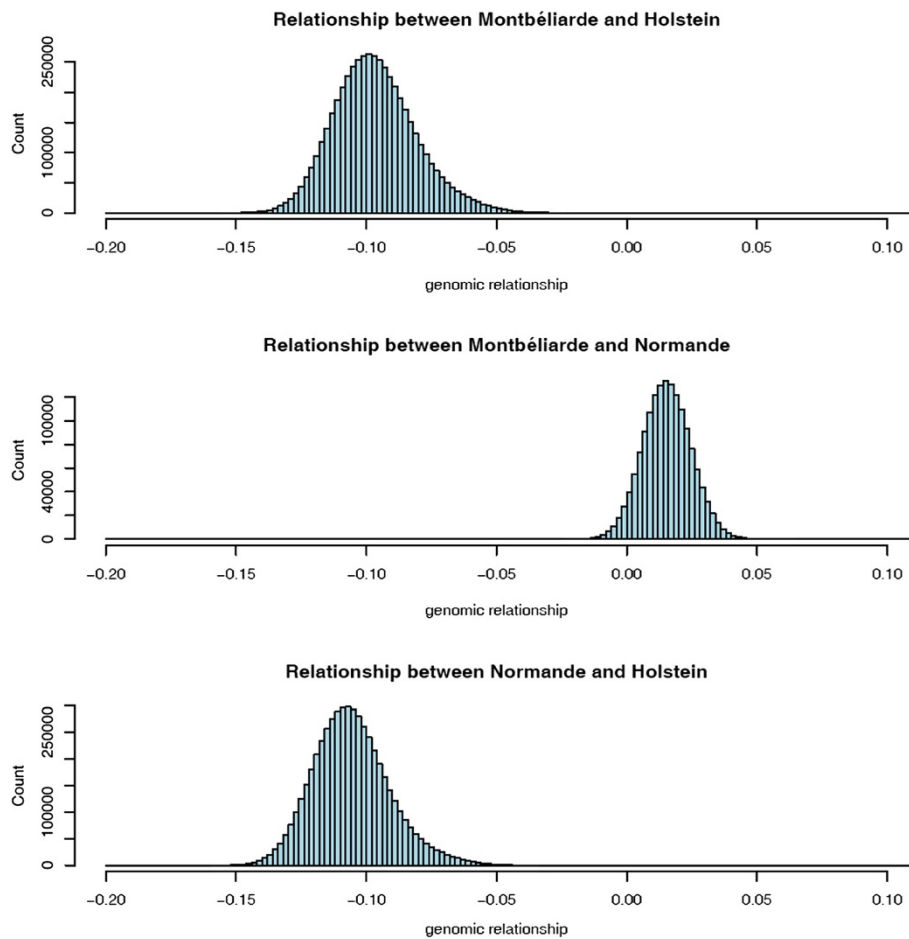 Relationship between Montbéliarde and Holstein
Count
250000
100000
0
−0.20 −0.15 −0.10 −0.05 0.00 0.05 0.10
genomic relationship
Relationship between Montbéliarde and Normande
Count
100000
40000
0
−0.20 −0.15 −0.10 −0.05 0.00 0.05 0.10
genomic relationship
Relationship between Normande and Holstein
Count
250000
100000
0
−0.20 −0.15 −0.10 −0.05 0.00 0.05 0.10
genomic relationship